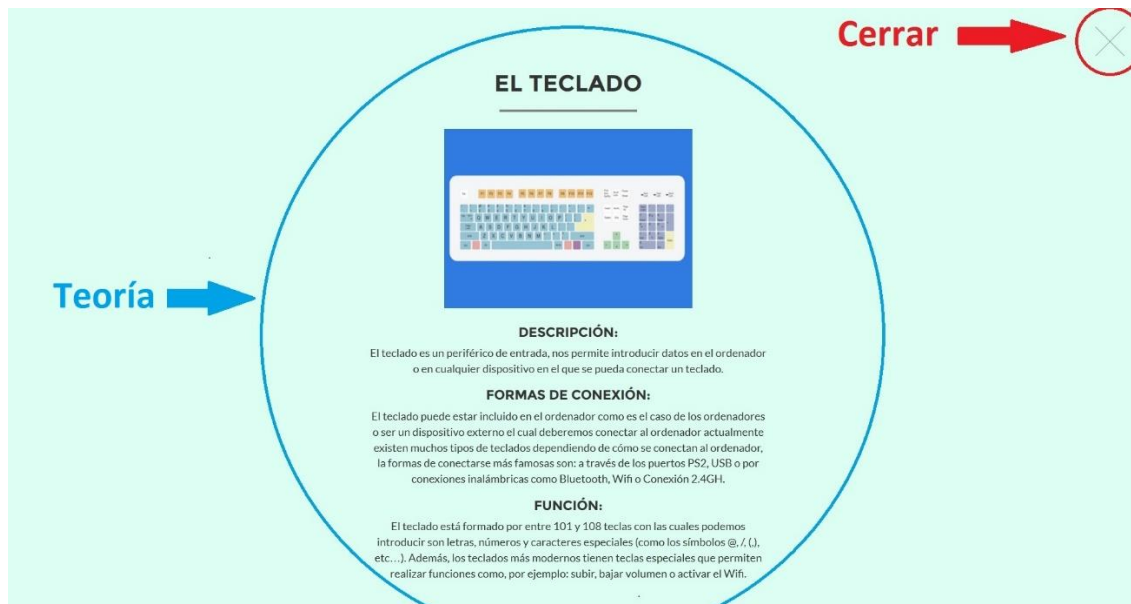 Cerrar
EL TECLADO
Teoría
DESCRIPCIÓN:
El teclado es un periférico de entrada, nos permite introducir datos en el ordenador
o en cualquier dispositivo en el que se pueda conectar un teclado.
FORMAS DE CONEXIÓN:
El teclado puede estar incluido en el ordenador como es el caso de los ordenadores
o ser un dispositivo externo el cual deberemos conectar al ordenador actualmente
existen muchos tipos de teclados dependiendo de cómo se conectan al ordenador,
la formas de conectarse más famosas son: a través de los puertos PS2, USB o por
conexiones inalámbricas como Bluetooth, Wifi o Conexión 2.4GH.
FUNCIÓN:
El teclado está formado por entre 101 y 108 teclas con las cuales podemos
introducir son letras, números y caracteres especiales (como los símbolos @, /, (,),
etc…). Además, los teclados más modernos tienen teclas especiales que permiten
realizar funciones como, por ejemplo: subir, bajar volumen o activar el Wifi.